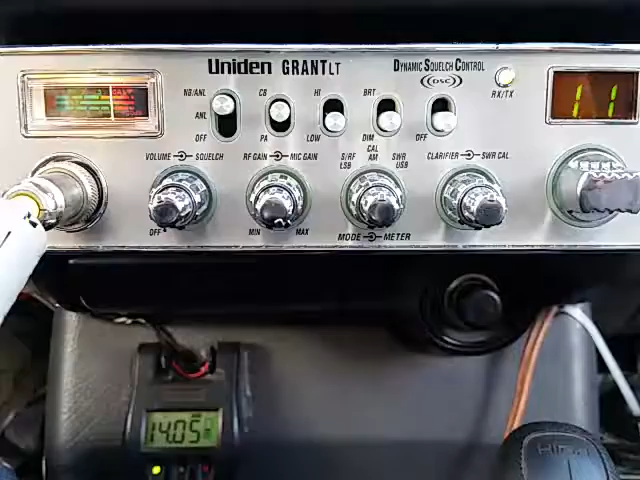 Uniden GRANT LT
DYNAMIC SQUELCH CONTROL
DSC
RX/TX
11
NB/ANL
ANL
OFF
CB
PA
HI
LOW
BRT
DIM
OFF
VOLUME SQUELCH
OFF
RF GAIN MIC GAIN
MIN MAX
S/RF
LSB
CAL
AM
SWR
USB
MODE METER
CLARIFIER SWR CAL
14.05